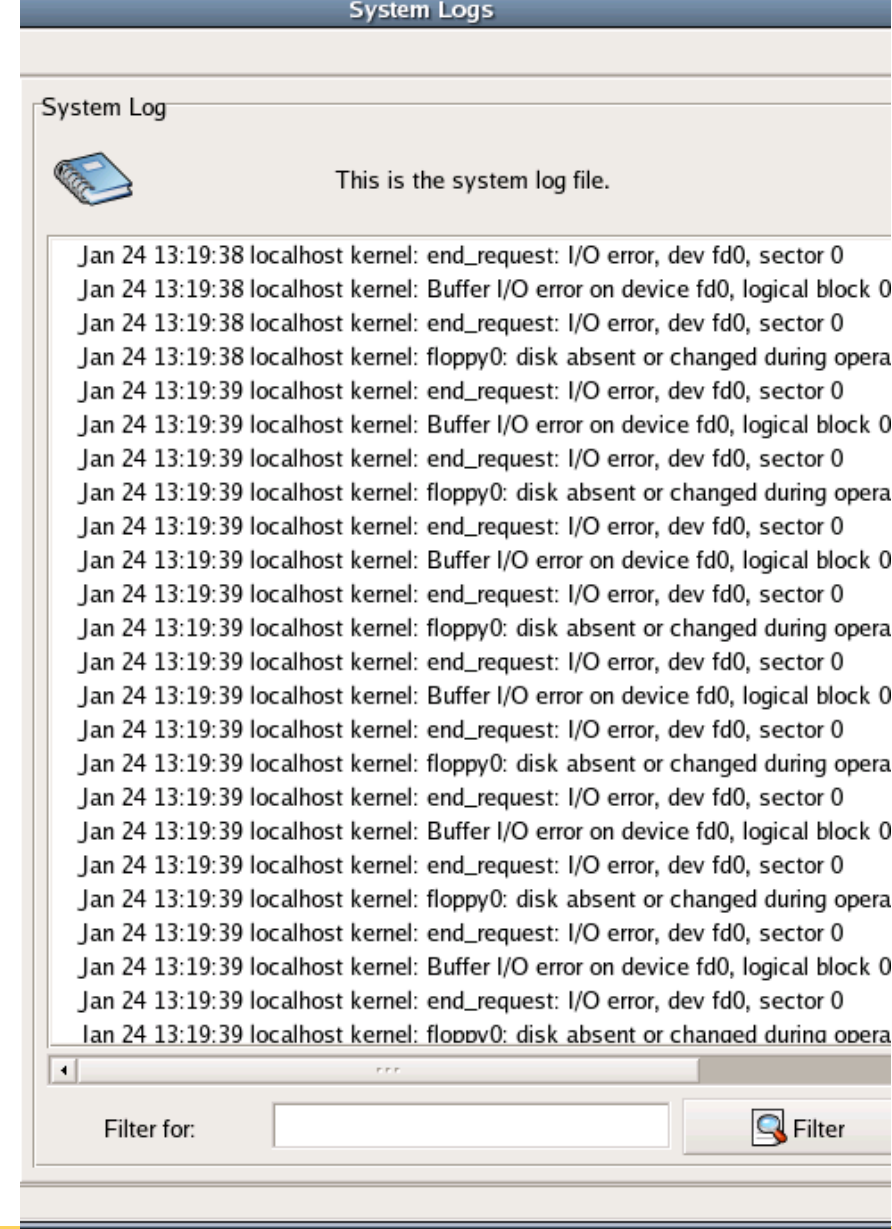 System Logs
System Log
This is the system log file.
Jan 24 13:19:38 localhost kernel: end_request: I/O error, dev fd0, sector 0
Jan 24 13:19:38 localhost kernel: Buffer I/O error on device fd0, logical block 0
Jan 24 13:19:38 localhost kernel: end_request: I/O error, dev fd0, sector 0
Jan 24 13:19:38 localhost kernel: floppy0: disk absent or changed during opera
Jan 24 13:19:39 localhost kernel: end_request: I/O error, dev fd0, sector 0
Jan 24 13:19:39 localhost kernel: Buffer I/O error on device fd0, logical block 0
Jan 24 13:19:39 localhost kernel: end_request: I/O error, dev fd0, sector 0
Jan 24 13:19:39 localhost kernel: floppy0: disk absent or changed during opera
Jan 24 13:19:39 localhost kernel: end_request: I/O error, dev fd0, sector 0
Jan 24 13:19:39 localhost kernel: Buffer I/O error on device fd0, logical block 0
Jan 24 13:19:39 localhost kernel: end_request: I/O error, dev fd0, sector 0
Jan 24 13:19:39 localhost kernel: floppy0: disk absent or changed during opera
Jan 24 13:19:39 localhost kernel: end_request: I/O error, dev fd0, sector 0
Jan 24 13:19:39 localhost kernel: Buffer I/O error on device fd0, logical block 0
Jan 24 13:19:39 localhost kernel: end_request: I/O error, dev fd0, sector 0
Jan 24 13:19:39 localhost kernel: floppy0: disk absent or changed during opera
Jan 24 13:19:39 localhost kernel: end_request: I/O error, dev fd0, sector 0
Jan 24 13:19:39 localhost kernel: Buffer I/O error on device fd0, logical block 0
Jan 24 13:19:39 localhost kernel: end_request: I/O error, dev fd0, sector 0
Jan 24 13:19:39 localhost kernel: floppy0: disk absent or changed during opera
Jan 24 13:19:39 localhost kernel: end_request: I/O error, dev fd0, sector 0
Jan 24 13:19:39 localhost kernel: Buffer I/O error on device fd0, logical block 0
Jan 24 13:19:39 localhost kernel: end_request: I/O error, dev fd0, sector 0
Jan 24 13:19:39 localhost kernel: floppy0: disk absent or changed during opera
Filter for:
Filter